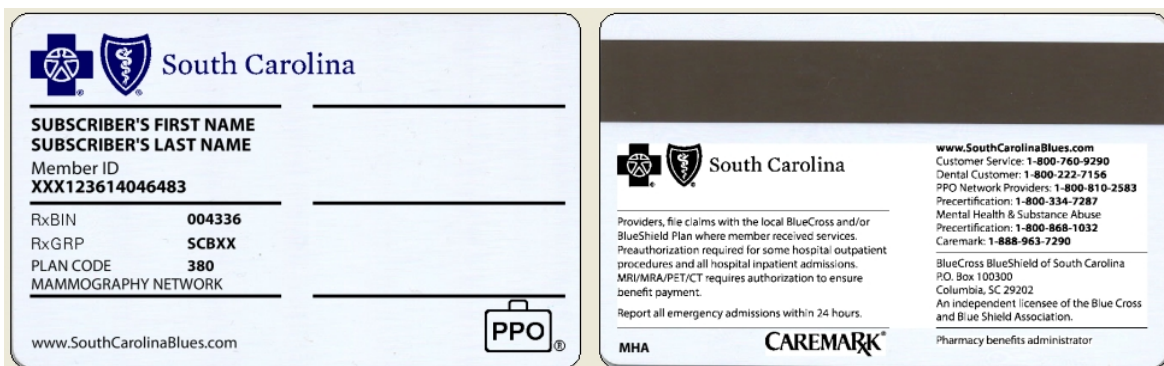 South Carolina
SUBSCRIBER'S FIRST NAME
SUBSCRIBER'S LAST NAME
Member ID
XXX123614046483
RxBIN 004336
RxGRP SCBXX
PLAN CODE 380
MAMMOGRAPHY NETWORK
www.SouthCarolinaBlues.com
PPO®
South Carolina
Providers, file claims with the local BlueCross and/or
BlueShield Plan where member received services.
Preauthorization required for some hospital outpatient
procedures and all hospital inpatient admissions.
MRI/MRA/PET/CT requires authorization to ensure
benefit payment.
Report all emergency admissions within 24 hours.
MHA
CAREMARK®
www.SouthCarolinaBlues.com
Customer Service: 1-800-760-9290
Dental Customer: 1-800-222-7156
PPO Network Providers: 1-800-810-2583
Precertification: 1-800-334-7287
Mental Health & Substance Abuse
Precertification: 1-800-868-1032
Caremark: 1-888-963-7290
BlueCross BlueShield of South Carolina
P.O. Box 100300
Columbia, SC 29202
An independent licensee of the Blue Cross
and Blue Shield Association.
Pharmacy benefits administrator